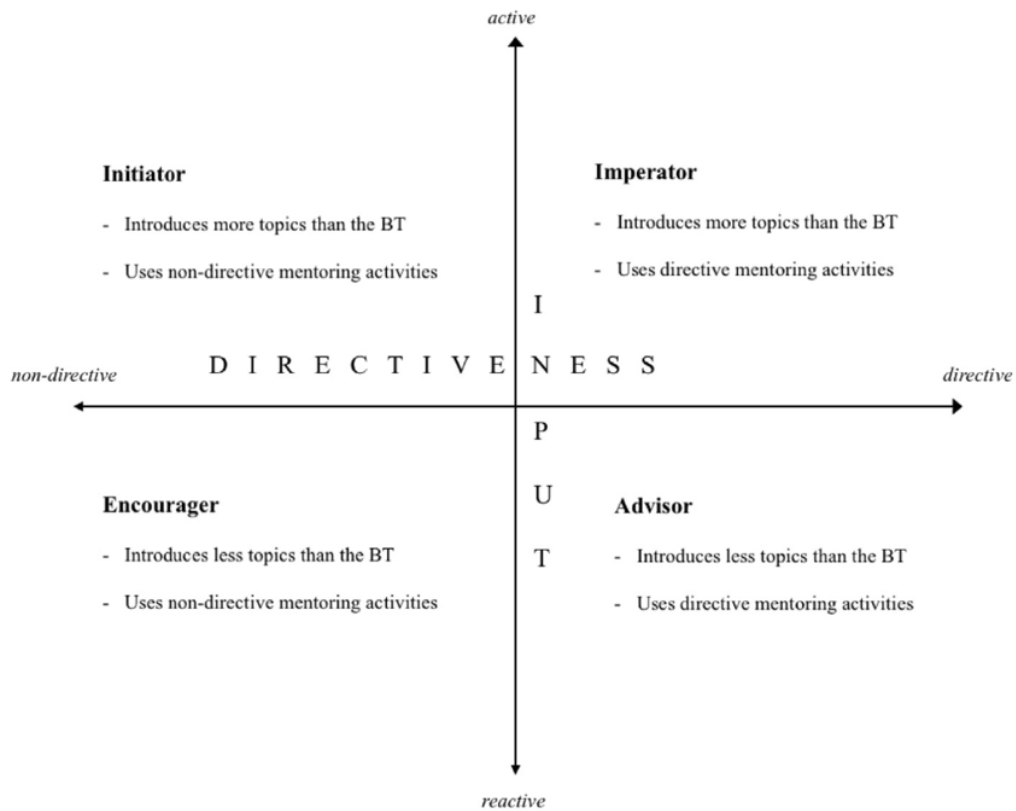 active
Initiator
- Introduces more topics than the BT
- Uses non-directive mentoring activities
Imperator
- Introduces more topics than the BT
- Uses directive mentoring activities
non-directive
D I R E C T I V E N E S S
directive
I N P U T
Encourager
- Introduces less topics than the BT
- Uses non-directive mentoring activities
Advisor
- Introduces less topics than the BT
- Uses directive mentoring activities
reactive